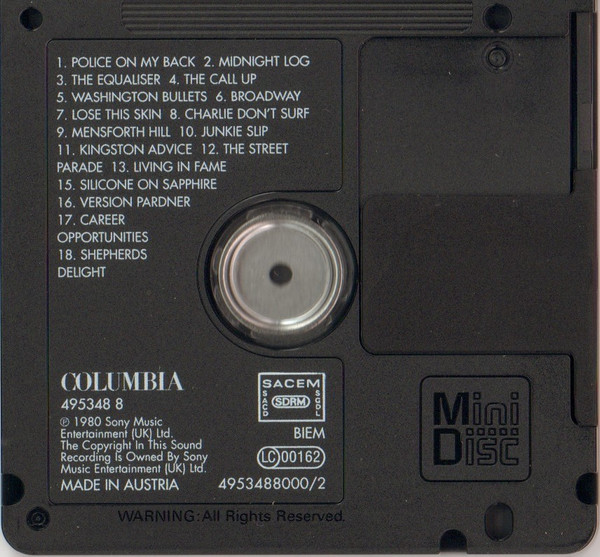 1. POLICE ON MY BACK 2. MIDNIGHT LOG
3. THE EQUALISER 4. THE CALL UP
5. WASHINGTON BULLETS 6. BROADWAY
7. LOSE THIS SKIN 8. CHARLIE DON'T SURF
9. MENSFORTH HILL 10. JUNKIE SLIP
11. KINGSTON ADVICE 12. THE STREET
PARADE 13. LIVING IN FAME
15. SILICONE ON SAPPHIRE
16. VERSION PARDNER
17. CAREER
OPPORTUNITIES
18. SHEPHERDS
DELIGHT
COLUMBIA
495348 8
℗ 1980 Sony Music
Entertainment (UK) Ltd.
The Copyright In This Sound
Recording Is Owned By Sony
Music Entertainment (UK) Ltd.
MADE IN AUSTRIA
SACEM
SACD
SDRM
SGDL
BIEM
LC 00162
4953488000/2
Mini
Disc
WARNING: All Rights Reserved.